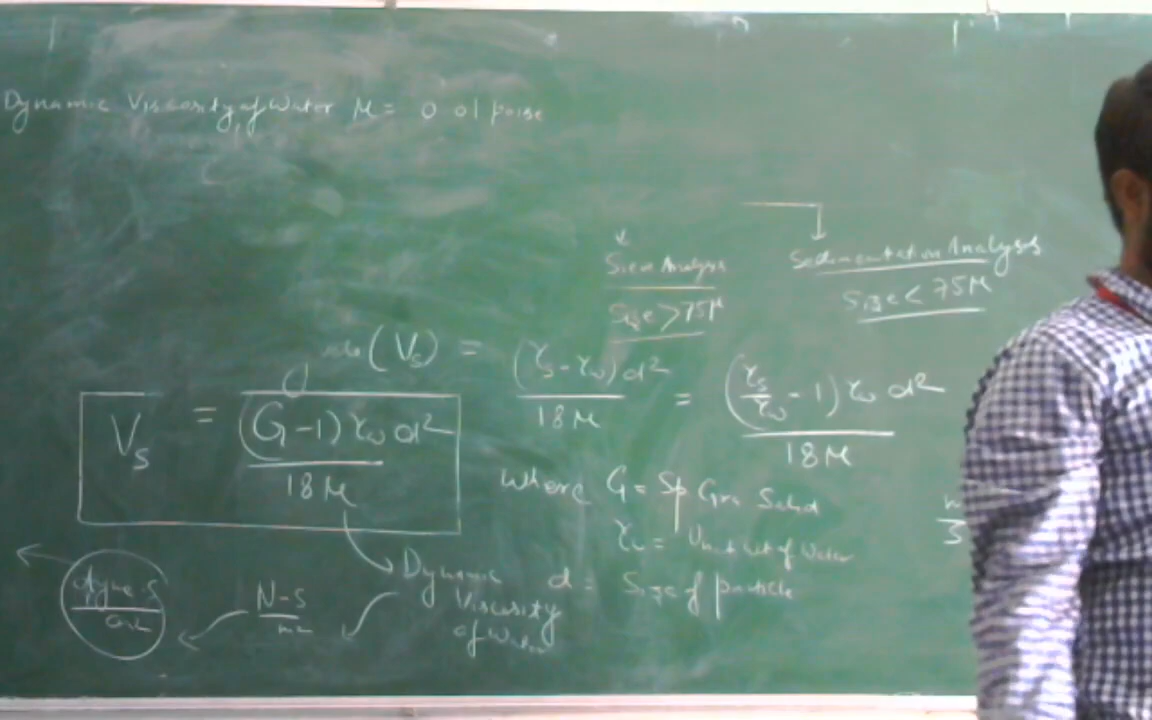 Dynamic Viscosity of Water μ = 0.01 poise
Sieve Analysis
Size > 75μ
Sedimentation Analysis
Size < 75μ
(Vs) = (γs - γw) d² / 18μ = (γs/γw - 1) γw d² / 18μ
Vs = (G - 1) γw d² / 18μ
where G = Sp Gra Solid
γw = Unit wt of Water
d = Size of particle
Dynamic
Viscosity
of Water
N-S / m²
dyne-s / cm²